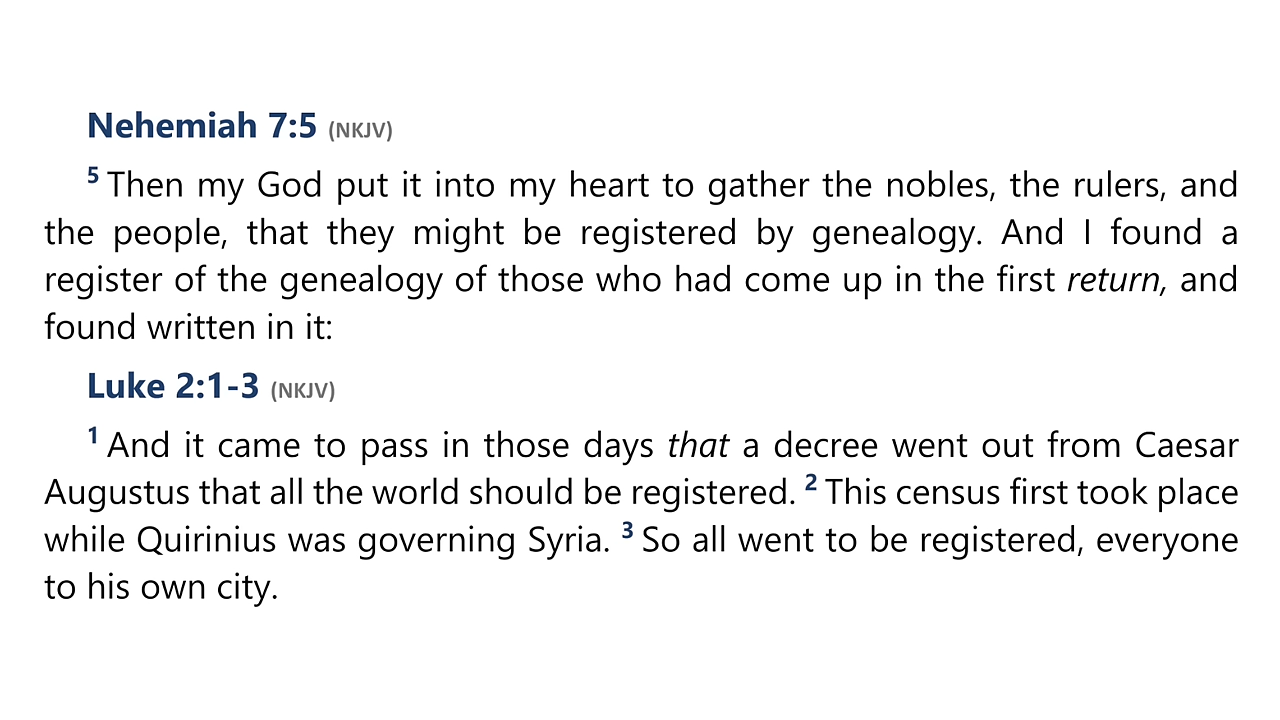 Nehemiah 7:5 (NKJV)
5 Then my God put it into my heart to gather the nobles, the rulers, and
the people, that they might be registered by genealogy. And I found a
register of the genealogy of those who had come up in the first return, and
found written in it:
Luke 2:1-3 (NKJV)
1 And it came to pass in those days that a decree went out from Caesar
Augustus that all the world should be registered. 2 This census first took place
while Quirinius was governing Syria. 3 So all went to be registered, everyone
to his own city.